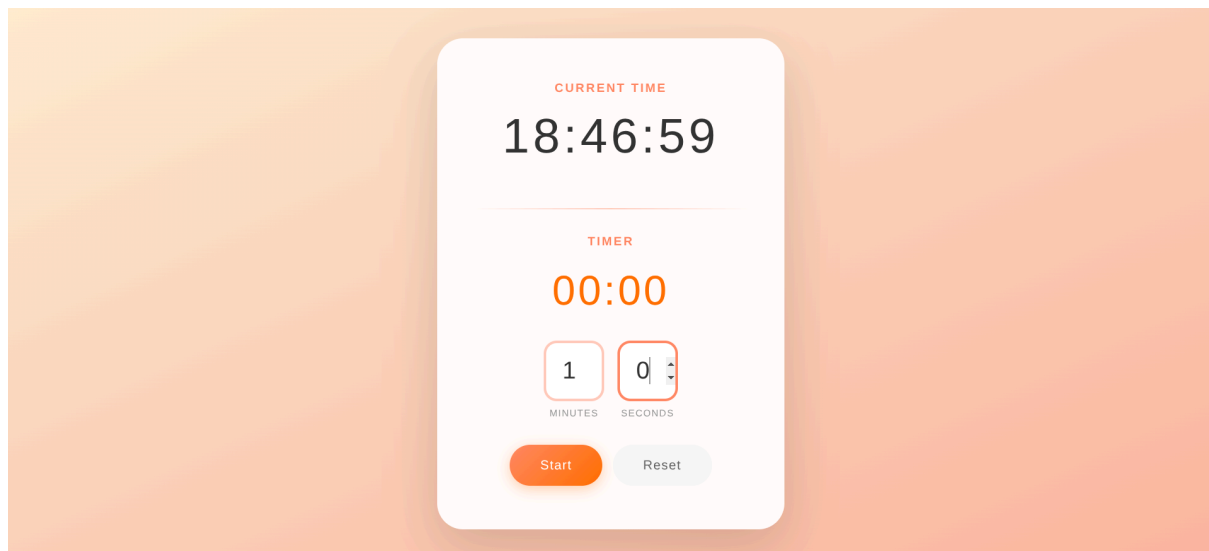 CURRENT TIME
18:46:59
TIMER
00:00
1 0
MINUTES SECONDS
Start Reset